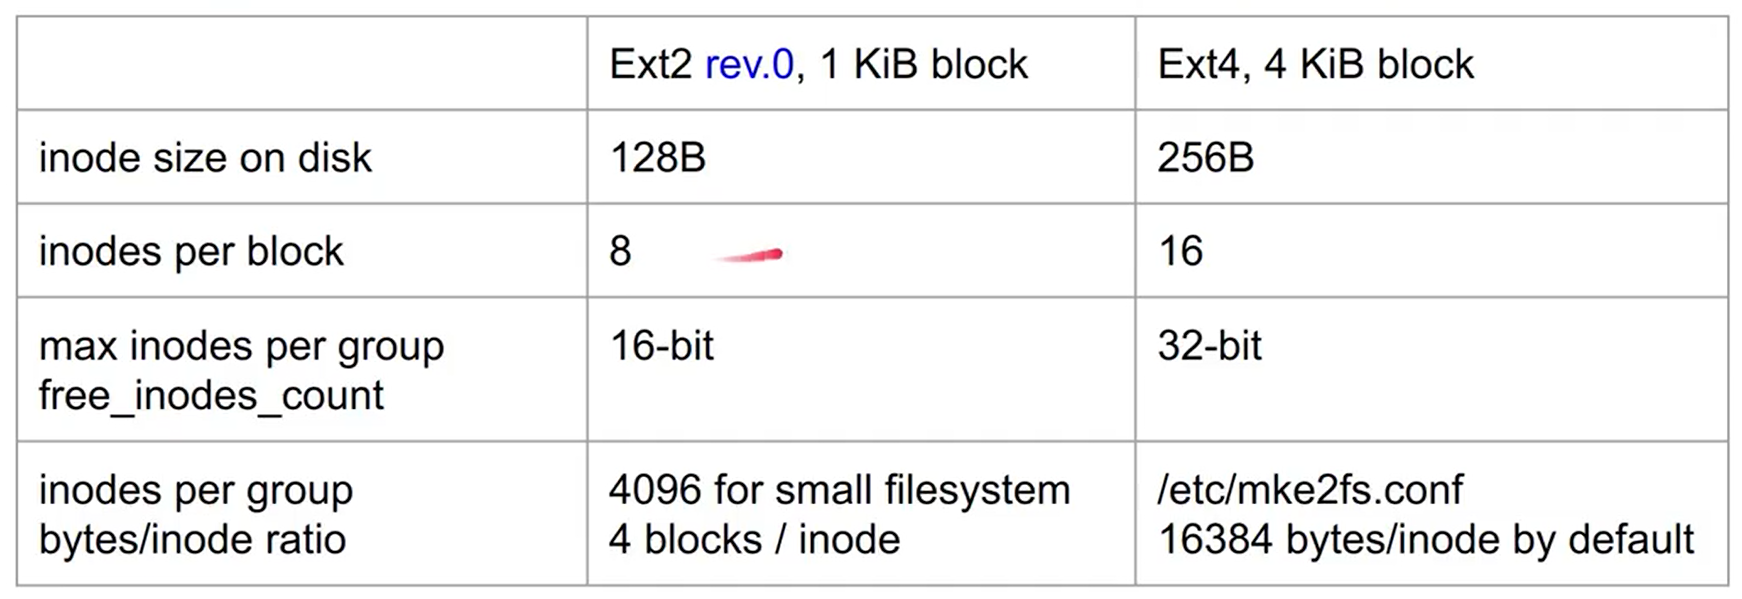 Ext2 rev.0, 1 KiB block
Ext4, 4 KiB block
inode size on disk
128B
256B
inodes per block
8
16
max inodes per group
free_inodes_count
16-bit
32-bit
inodes per group
bytes/inode ratio
4096 for small filesystem
4 blocks / inode
/etc/mke2fs.conf
16384 bytes/inode by default